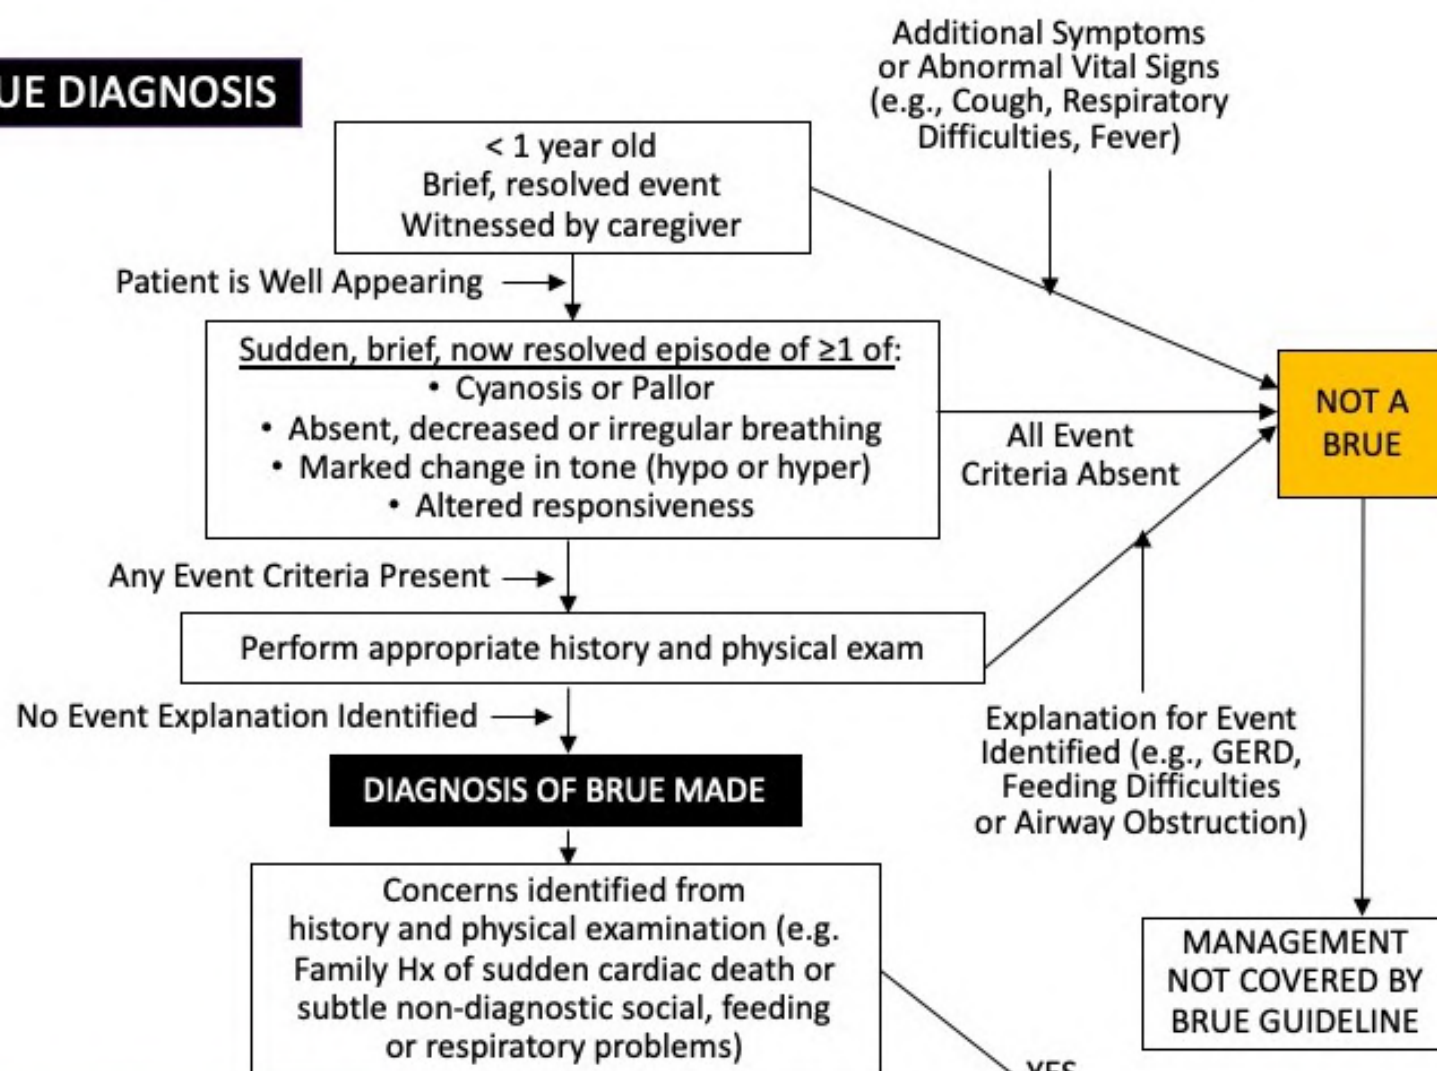 UE DIAGNOSIS
Additional Symptoms
or Abnormal Vital Signs
(e.g., Cough, Respiratory
Difficulties, Fever)
< 1 year old
Brief, resolved event
Witnessed by caregiver
Patient is Well Appearing
Sudden, brief, now resolved episode of ≥1 of:
• Cyanosis or Pallor
• Absent, decreased or irregular breathing
• Marked change in tone (hypo or hyper)
• Altered responsiveness
All Event
Criteria Absent
NOT A
BRUE
Any Event Criteria Present
Perform appropriate history and physical exam
No Event Explanation Identified
Explanation for Event
Identified (e.g., GERD,
Feeding Difficulties
or Airway Obstruction)
DIAGNOSIS OF BRUE MADE
Concerns identified from
history and physical examination (e.g.
Family Hx of sudden cardiac death or
subtle non-diagnostic social, feeding
or respiratory problems)
MANAGEMENT
NOT COVERED BY
BRUE GUIDELINE
YES